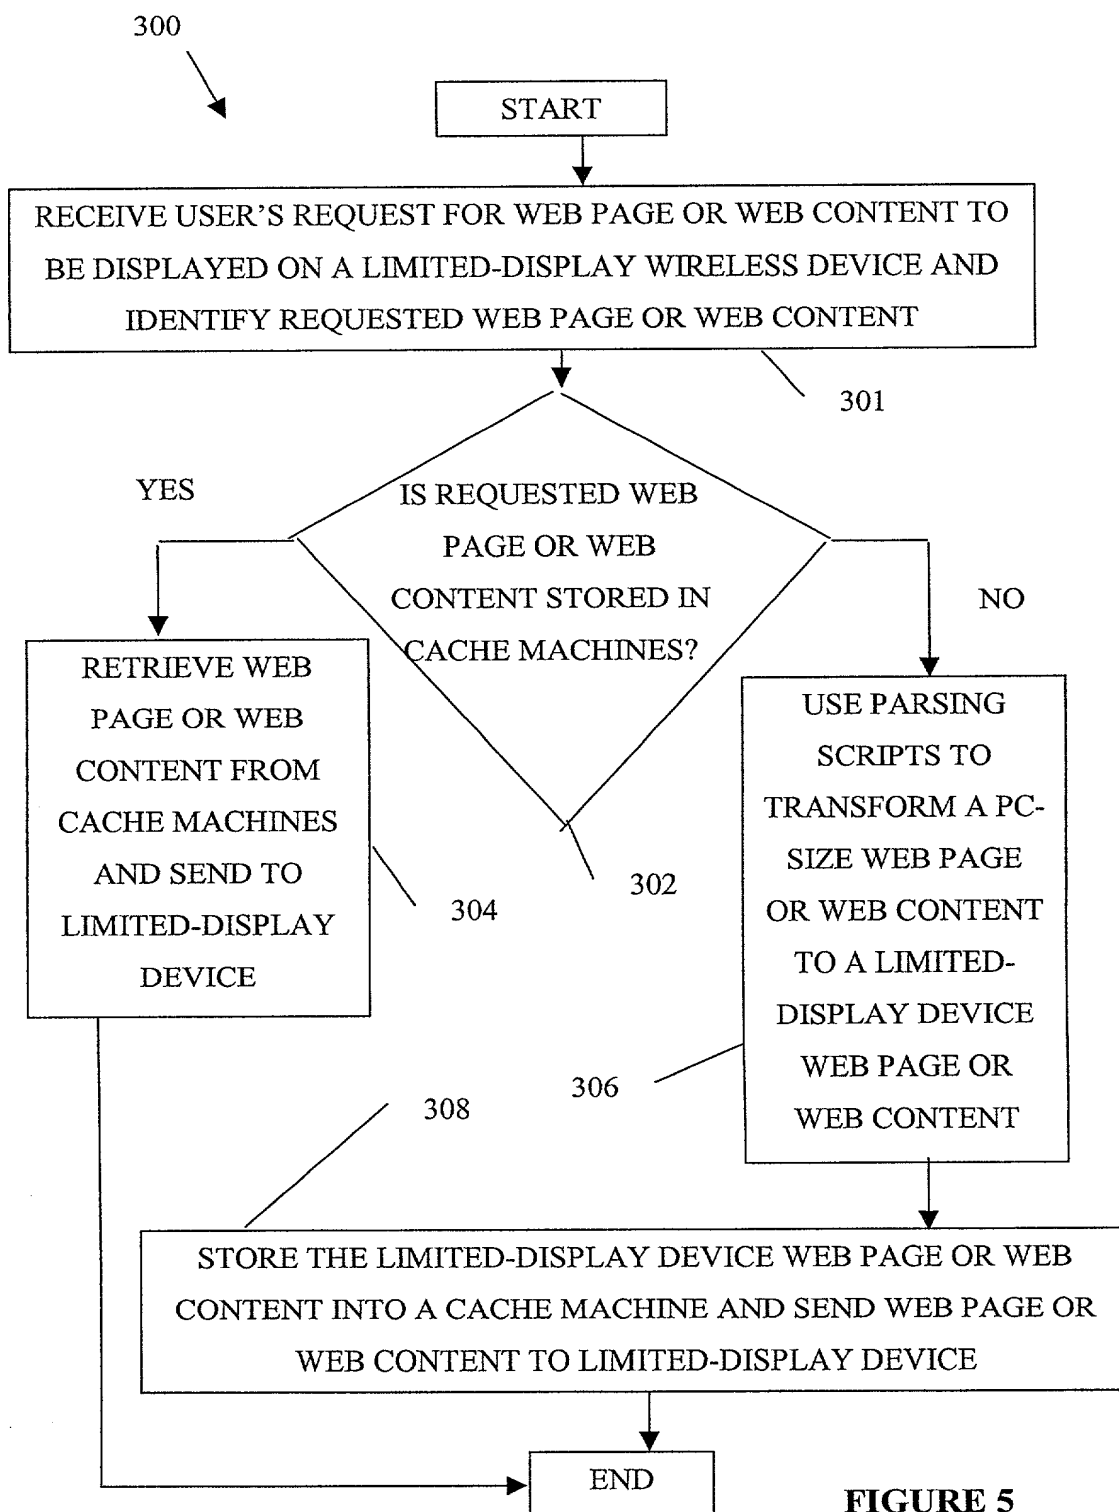 300
START
RECEIVE USER'S REQUEST FOR WEB PAGE OR WEB CONTENT TO
BE DISPLAYED ON A LIMITED-DISPLAY WIRELESS DEVICE AND
IDENTIFY REQUESTED WEB PAGE OR WEB CONTENT
301
YES
IS REQUESTED WEB
PAGE OR WEB
CONTENT STORED IN
CACHE MACHINES?
302
NO
RETRIEVE WEB
PAGE OR WEB
CONTENT FROM
CACHE MACHINES
AND SEND TO
LIMITED-DISPLAY
DEVICE
304
USE PARSING
SCRIPTS TO
TRANSFORM A PC-
SIZE WEB PAGE
OR WEB CONTENT
TO A LIMITED-
DISPLAY DEVICE
WEB PAGE OR
WEB CONTENT
306
308
STORE THE LIMITED-DISPLAY DEVICE WEB PAGE OR WEB
CONTENT INTO A CACHE MACHINE AND SEND WEB PAGE OR
WEB CONTENT TO LIMITED-DISPLAY DEVICE
END
FIGURE 5